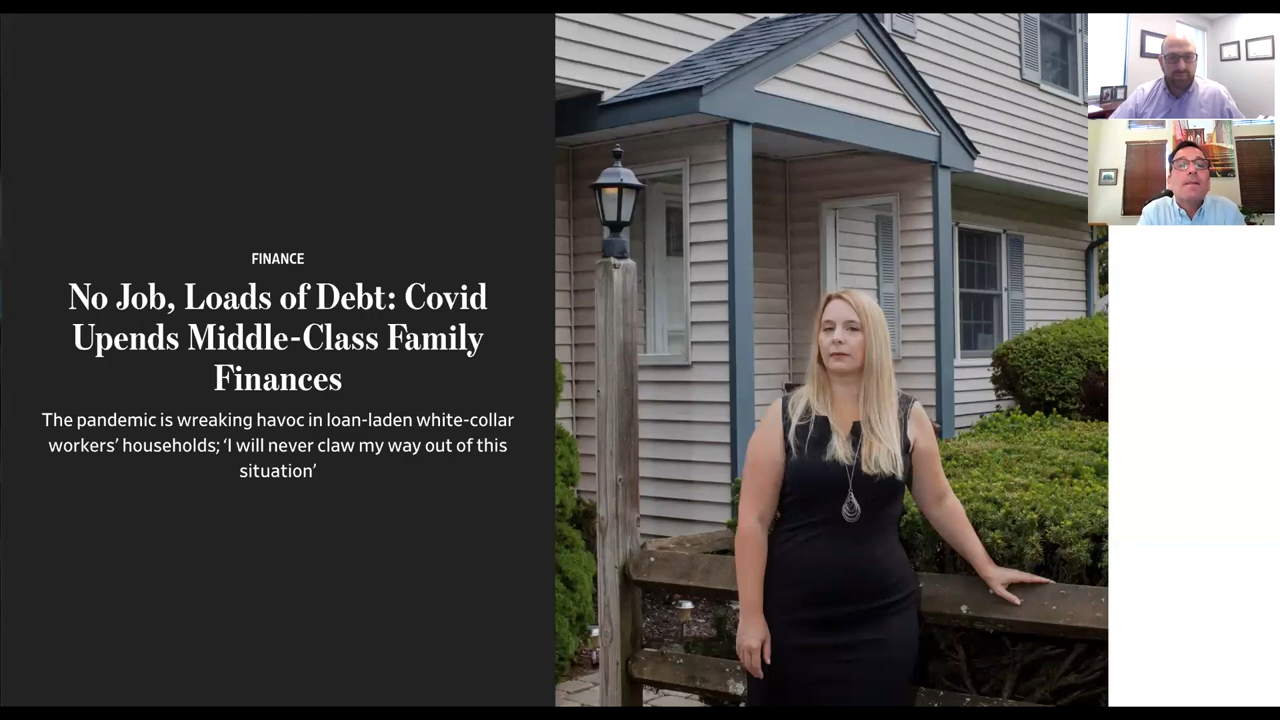 FINANCE
No Job, Loads of Debt: Covid
Upends Middle-Class Family
Finances
The pandemic is wreaking havoc in loan-laden white-collar
workers’ households; ‘I will never claw my way out of this
situation’